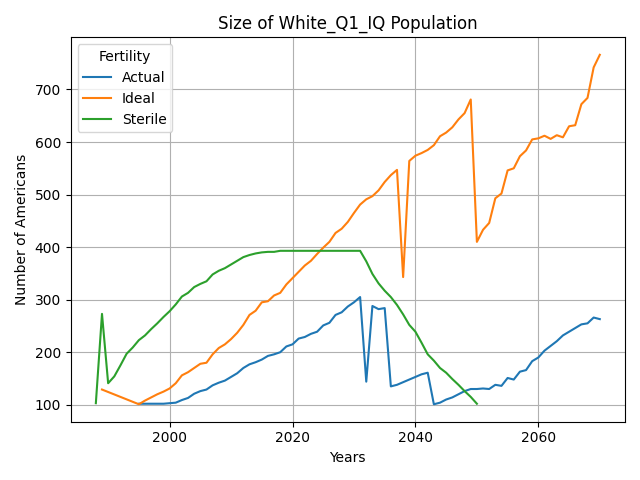 Size of White_Q1_IQ Population
Fertility
Actual
Ideal
Sterile
Number of Americans
700
600
500
400
300
200
100
2000
2020
2040
2060
Years